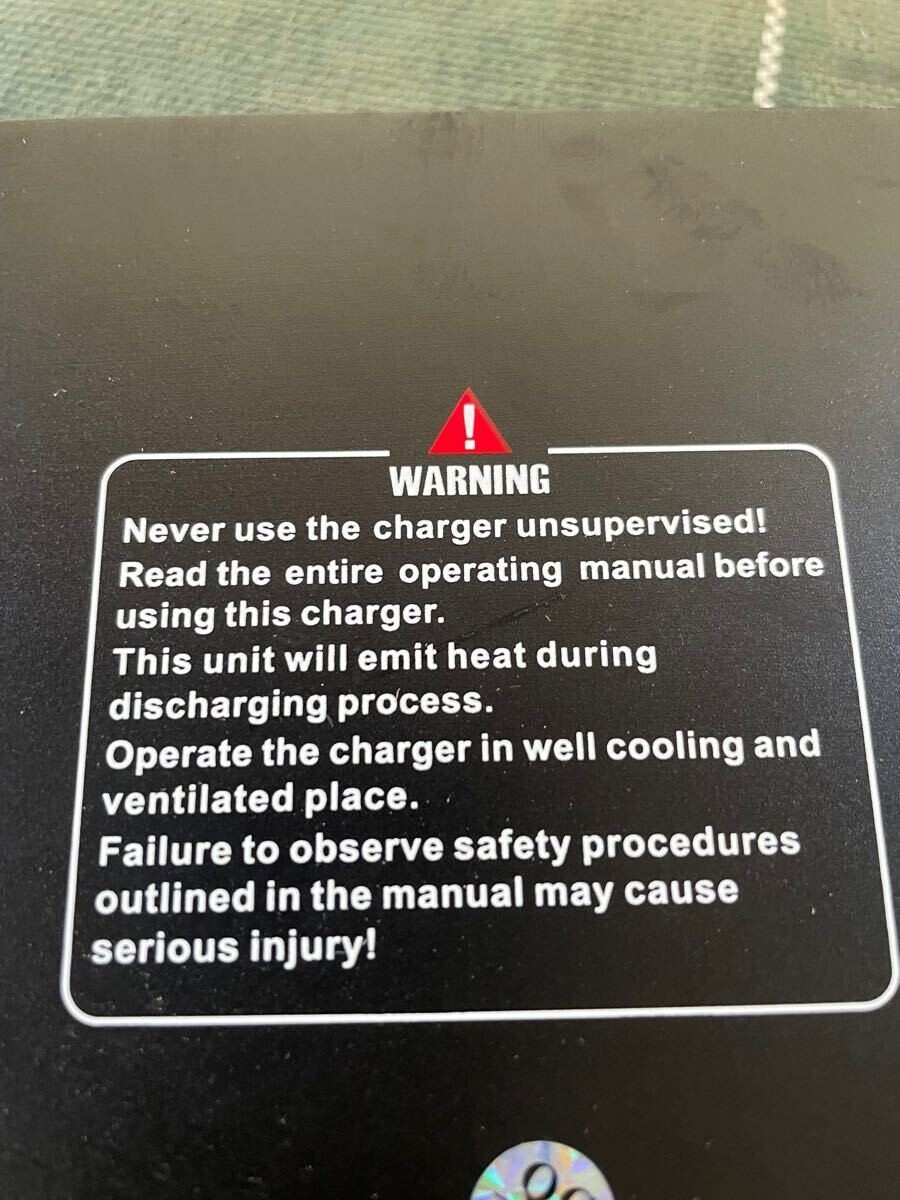 !
WARNING
Never use the charger unsupervised!
Read the entire operating manual before
using this charger.
This unit will emit heat during
discharging process.
Operate the charger in well cooling and
ventilated place.
Failure to observe safety procedures
outlined in the manual may cause
serious injury!